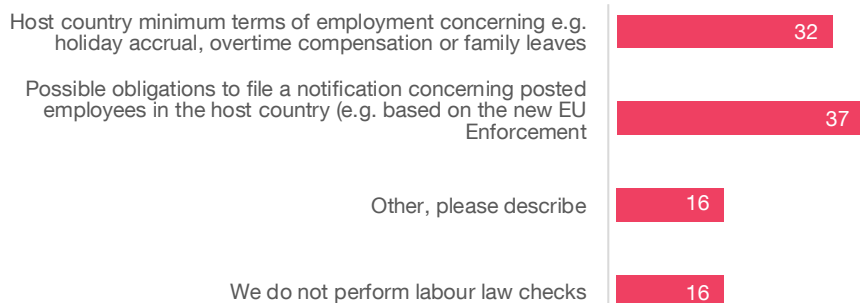 Host country minimum terms of employment concerning e.g.
holiday accrual, overtime compensation or family leaves
32
Possible obligations to file a notification concerning posted
employees in the host country (e.g. based on the new EU
Enforcement
37
Other, please describe
16
We do not perform labour law checks
16